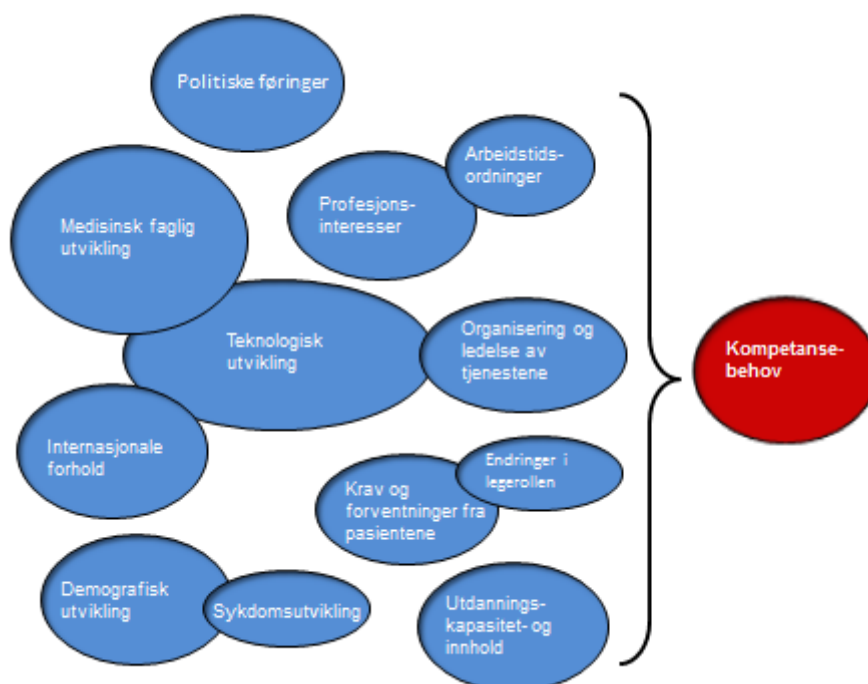 Politiske føringer
Arbeidstids-
ordninger
Profesjons-
interesser
Medisinsk faglig
utvikling
Teknologisk
utvikling
Organisering og
ledelse av
tjenestene
Kompetanse-
behov
Internasjonale
forhold
Endringer i
legerollen
Krav og
forventninger fra
pasientene
Demografisk
utvikling
Sykdomsutvikling
Utdannings-
kapasitet- og
innhold